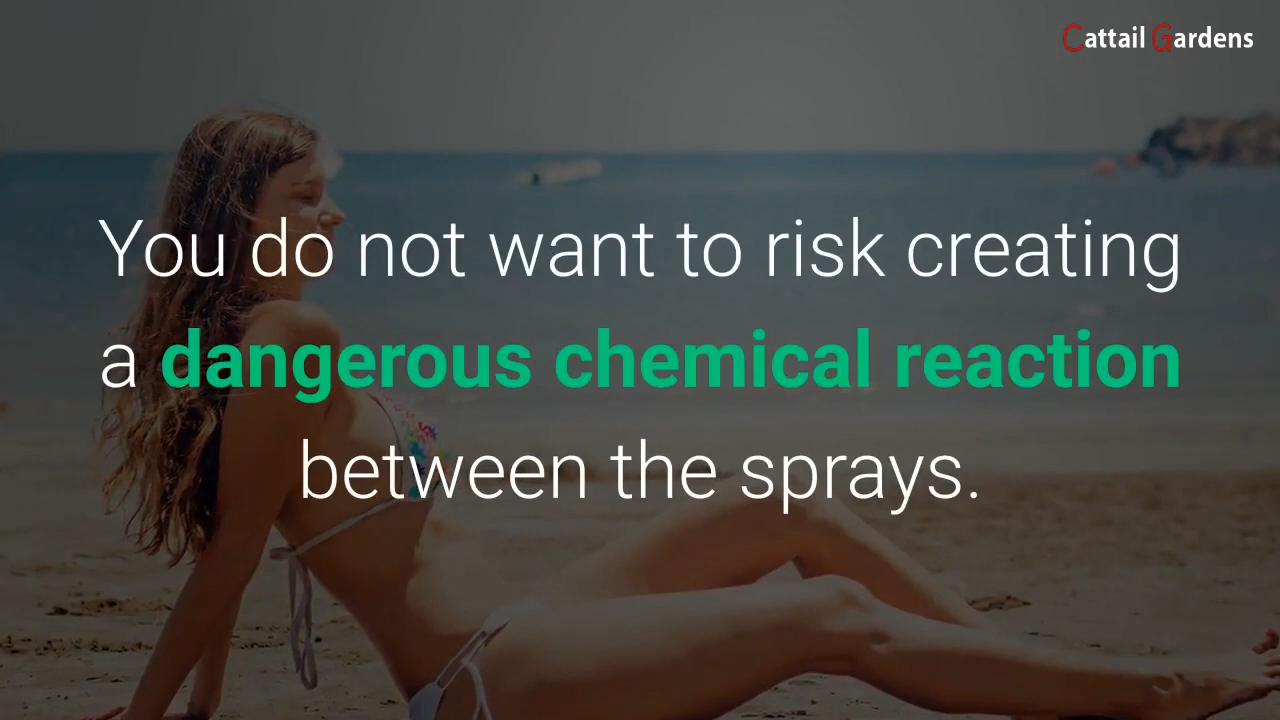 Cattail Gardens
You do not want to risk creating
a dangerous chemical reaction
between the sprays.